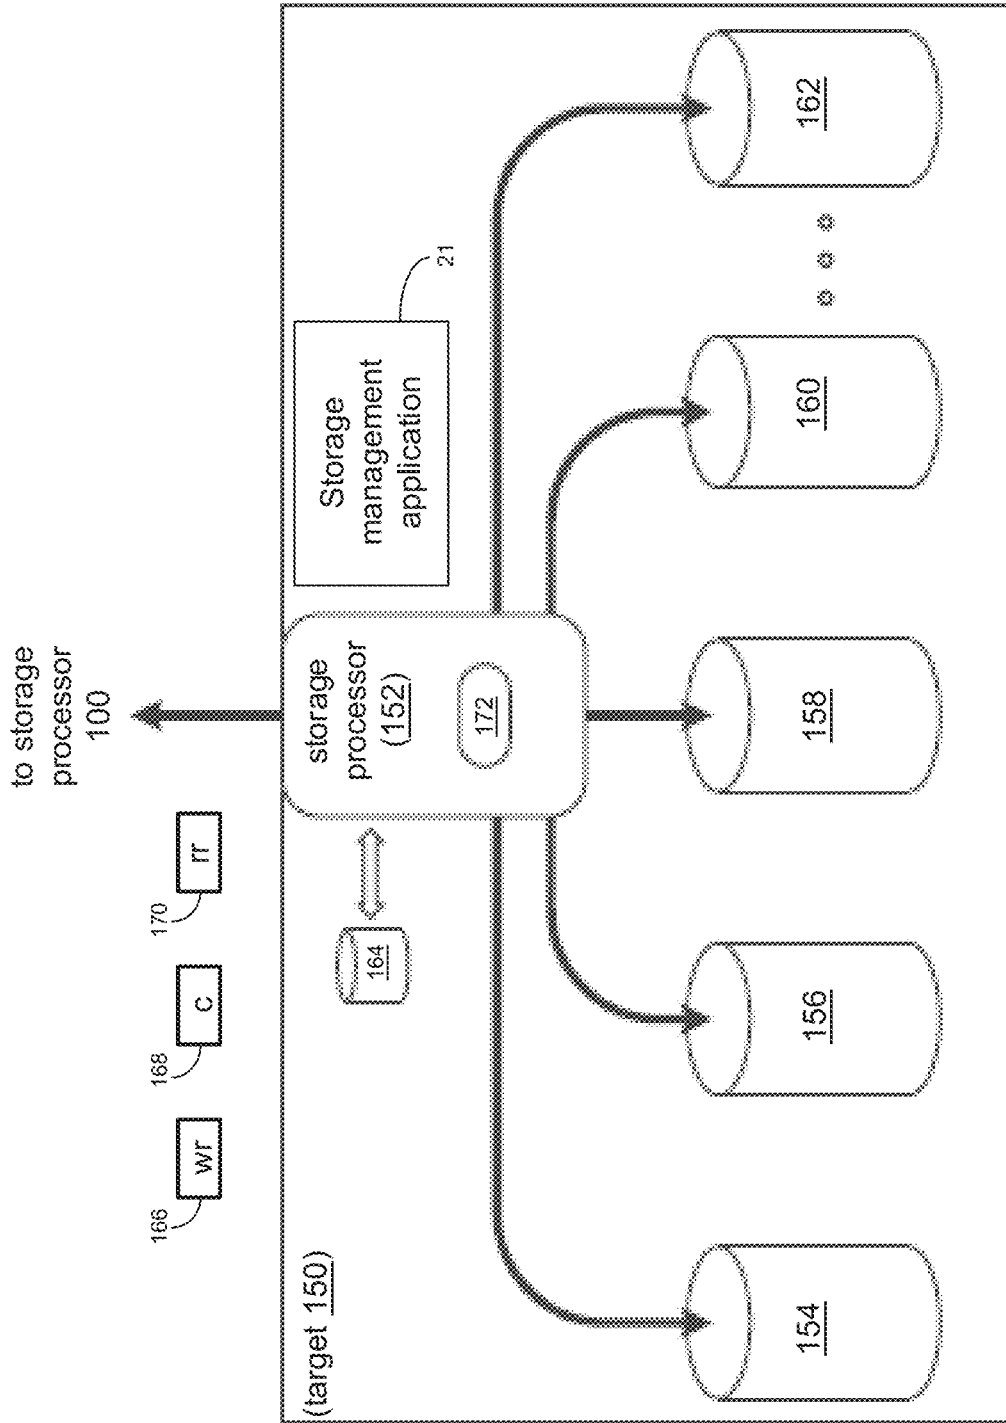 to storage
processor
100
166
wr
168
c
170
rr
(target 150)
164
storage
processor
(152)
172
Storage
management
application
21
154
156
158
160
162